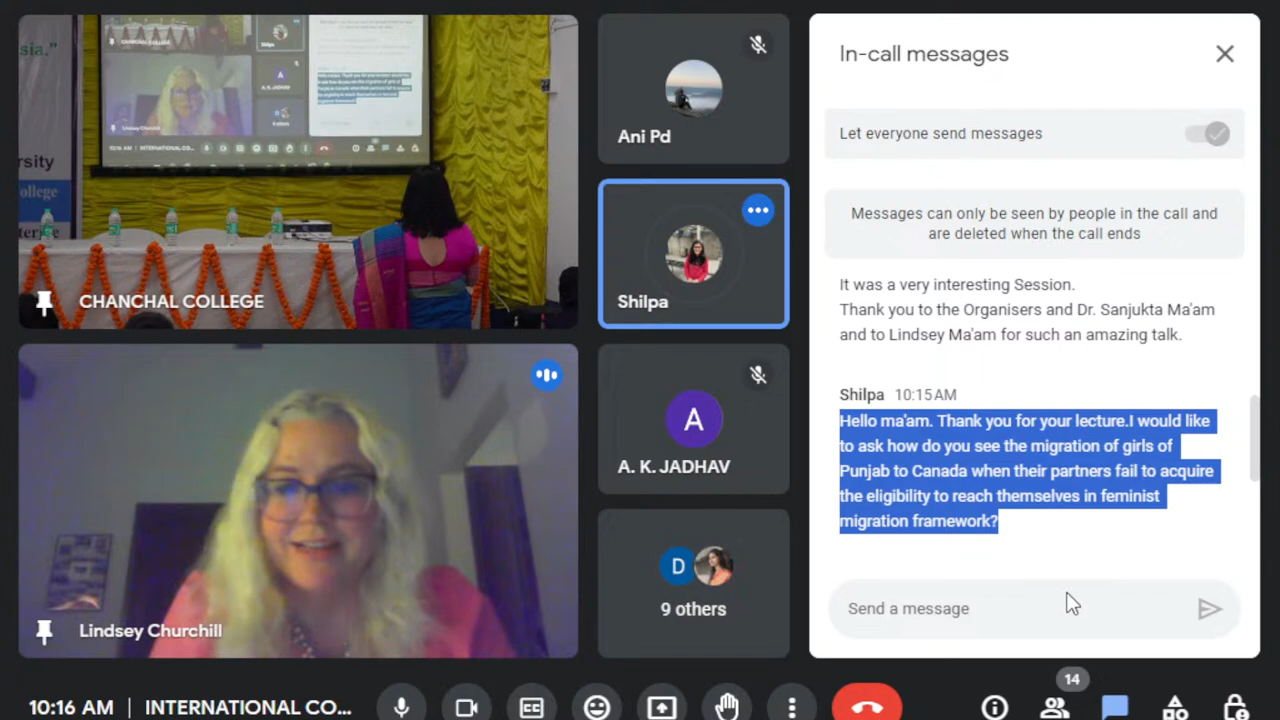 sia."
rsity
ollege
CHANCHAL COLLEGE
Lindsey Churchill
Ani Pd
Shilpa
A
A. K. JADHAV
D
9 others
In-call messages
Let everyone send messages
Messages can only be seen by people in the call and
are deleted when the call ends
It was a very interesting Session.
Thank you to the Organisers and Dr. Sanjukta Ma'am
and to Lindsey Ma'am for such an amazing talk.
Shilpa 10:15 AM
Hello ma'am. Thank you for your lecture.I would like
to ask how do you see the migration of girls of
Punjab to Canada when their partners fail to acquire
the eligibility to reach themselves in feminist
migration framework?
Send a message
14
10:16 AM | INTERNATIONAL CO...